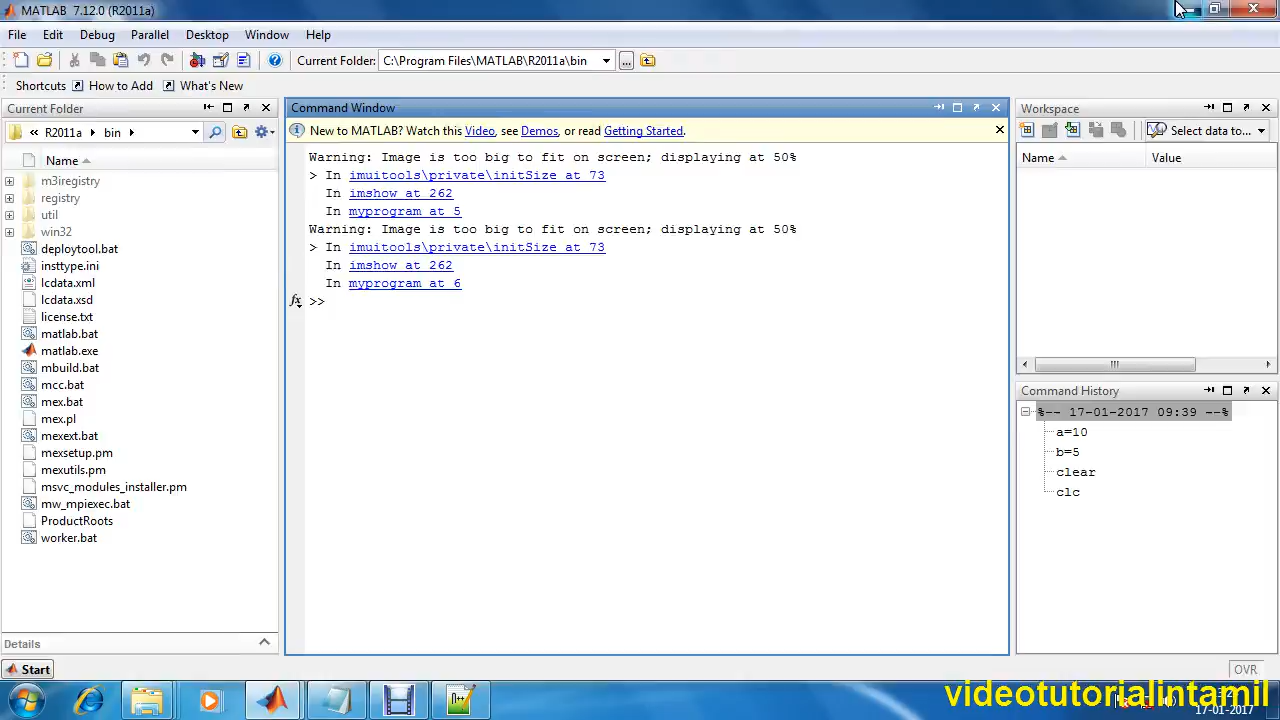 MATLAB 7.12.0 (R2011a)
File Edit Debug Parallel Desktop Window Help
Current Folder: C:\Program Files\MATLAB\R2011a\bin
Shortcuts How to Add What's New
Current Folder
« R2011a bin
Name
m3iregistry
registry
util
win32
deploytool.bat
insttype.ini
lcdata.xml
lcdata.xsd
license.txt
matlab.bat
matlab.exe
mbuild.bat
mcc.bat
mex.bat
mex.pl
mexext.bat
mexsetup.pm
mexutils.pm
msvc_modules_installer.pm
mw_mpiexec.bat
ProductRoots
worker.bat
Details
Command Window
New to MATLAB? Watch this Video, see Demos, or read Getting Started.
Warning: Image is too big to fit on screen; displaying at 50%
> In imuitools\private\initSize at 73
In imshow at 262
In myprogram at 5
Warning: Image is too big to fit on screen; displaying at 50%
> In imuitools\private\initSize at 73
In imshow at 262
In myprogram at 6
fx >>
Workspace
Select data to...
Name Value
Command History
%-- 17-01-2017 09:39 --%
a=10
b=5
clear
clc
Start
OVR
videotutorialintamil
17-01-2017